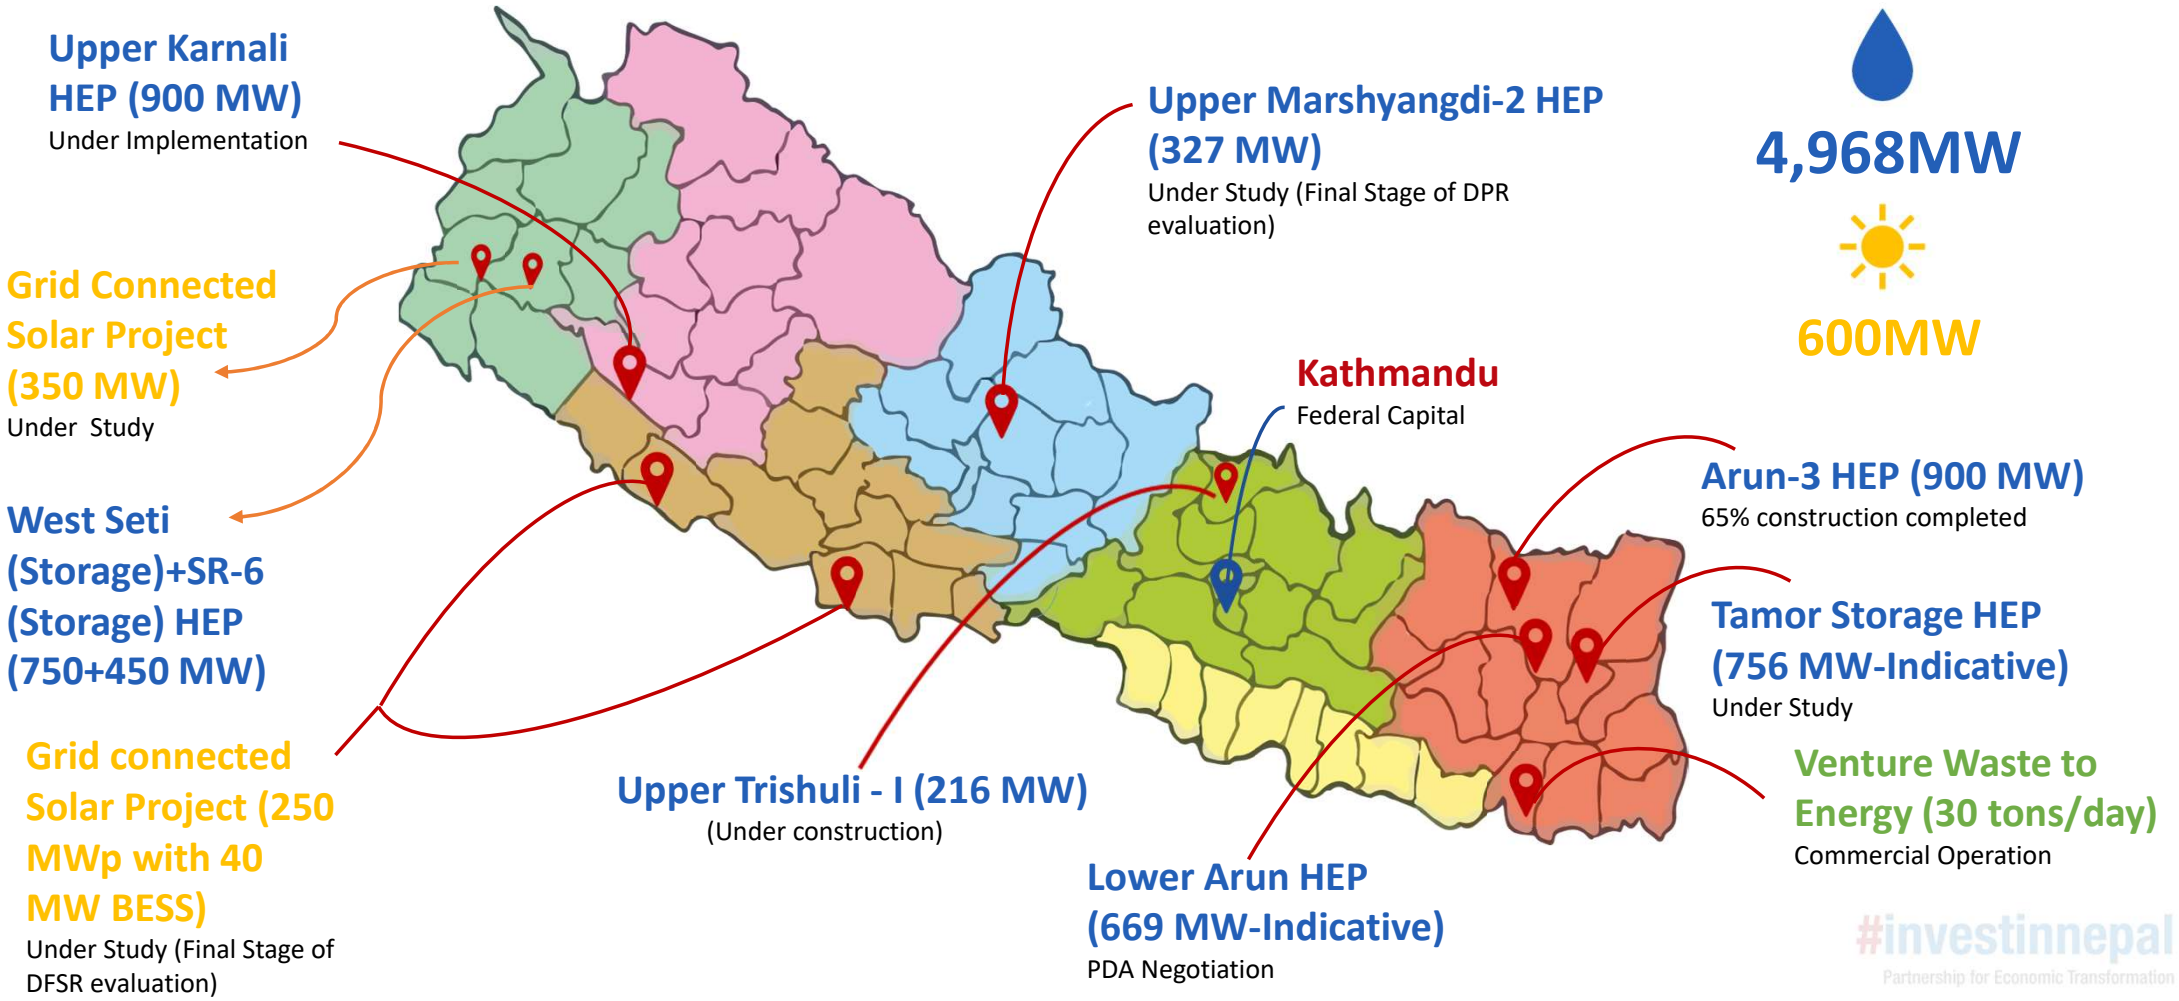 Upper Karnali
HEP (900 MW)
Under Implementation
Grid Connected
Solar Project
(350 MW)
Under Study
West Seti
(Storage)+SR-6
(Storage) HEP
(750+450 MW)
Grid connected
Solar Project (250
MWp with 40
MW BESS)
Under Study (Final Stage of
DFSR evaluation)
Upper Marshyangdi-2 HEP
(327 MW)
Under Study (Final Stage of DPR
evaluation)
Kathmandu
Federal Capital
Upper Trishuli - I (216 MW)
(Under construction)
Lower Arun HEP
(669 MW-Indicative)
PDA Negotiation
4,968MW
600MW
Arun-3 HEP (900 MW)
65% construction completed
Tamor Storage HEP
(756 MW-Indicative)
Under Study
Venture Waste to
Energy (30 tons/day)
Commercial Operation
#investinnepal
Partnership for Economic Transformation